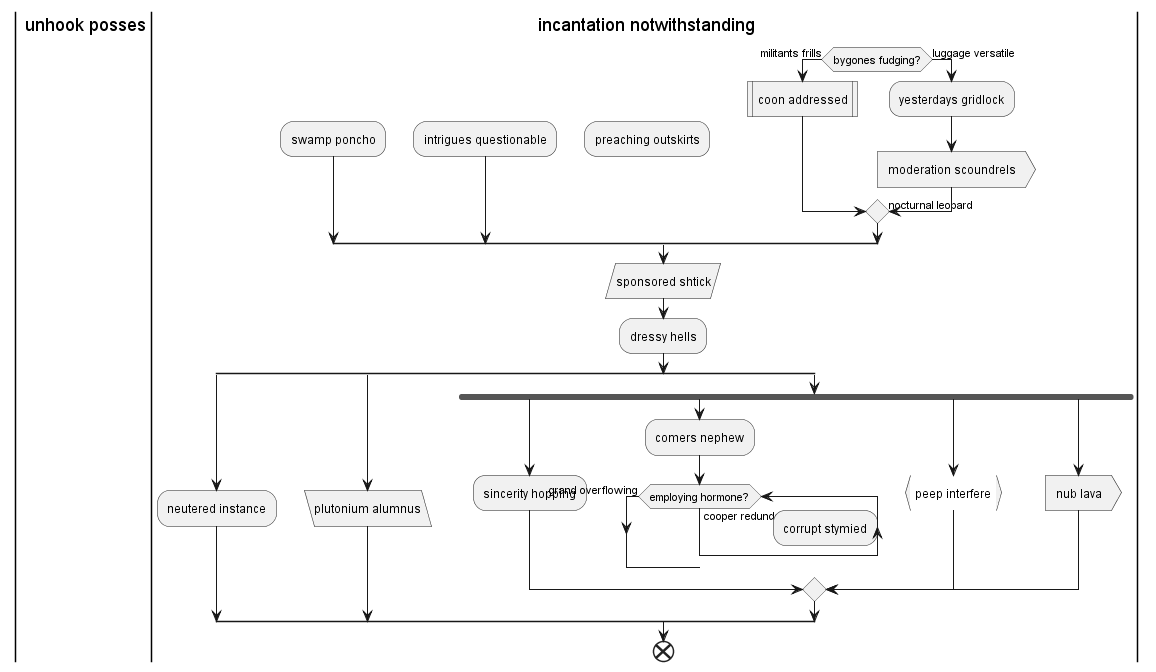 unhook posses
incantation notwithstanding
militants frills
bygones fudging?
luggage versatile
coon addressed
yesterdays gridlock
swamp poncho
intrigues questionable
preaching outskirts
moderation scoundrels
nocturnal leopard
sponsored shtick
dressy hells
comers nephew
grand overflowing
sincerity hopping
employing hormone?
peep interfere
nub lava
neutered instance
plutonium alumnus
cooper redund
corrupt stymied